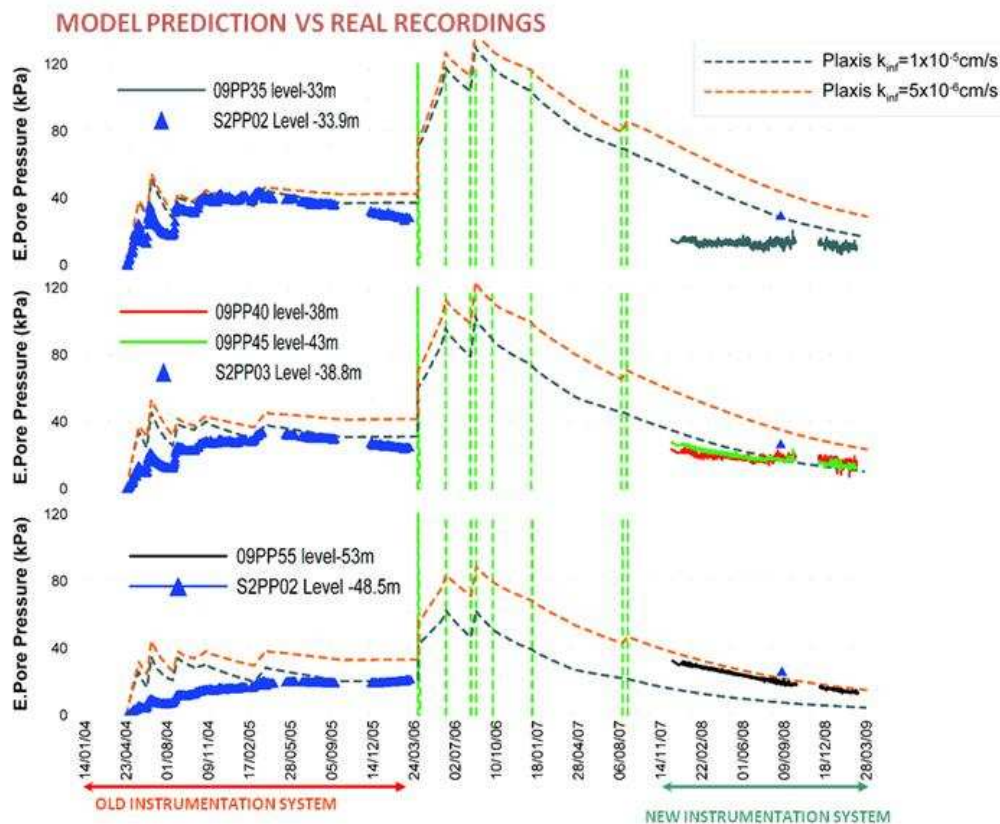 MODEL PREDICTION VS REAL RECORDINGS
E.Pore Pressure (kPa)
120
80
40
0
09PP35 level-33m
S2PP02 Level -33.9m
Plaxis kinf=1x10-5cm/s
Plaxis kinf=5x10-6cm/s
E.Pore Pressure (kPa)
120
80
40
0
09PP40 level-38m
09PP45 level-43m
S2PP03 Level -38.8m
E.Pore Pressure (kPa)
120
80
40
0
09PP55 level-53m
S2PP02 Level -48.5m
14/01/04
23/04/04
01/08/04
09/11/04
17/02/05
28/05/05
05/09/05
14/12/05
24/03/06
02/07/06
10/10/06
18/01/07
28/04/07
06/08/07
14/11/07
22/02/08
01/06/08
09/09/08
18/12/08
28/03/09
OLD INSTRUMENTATION SYSTEM
NEW INSTRUMENTATION SYSTEM